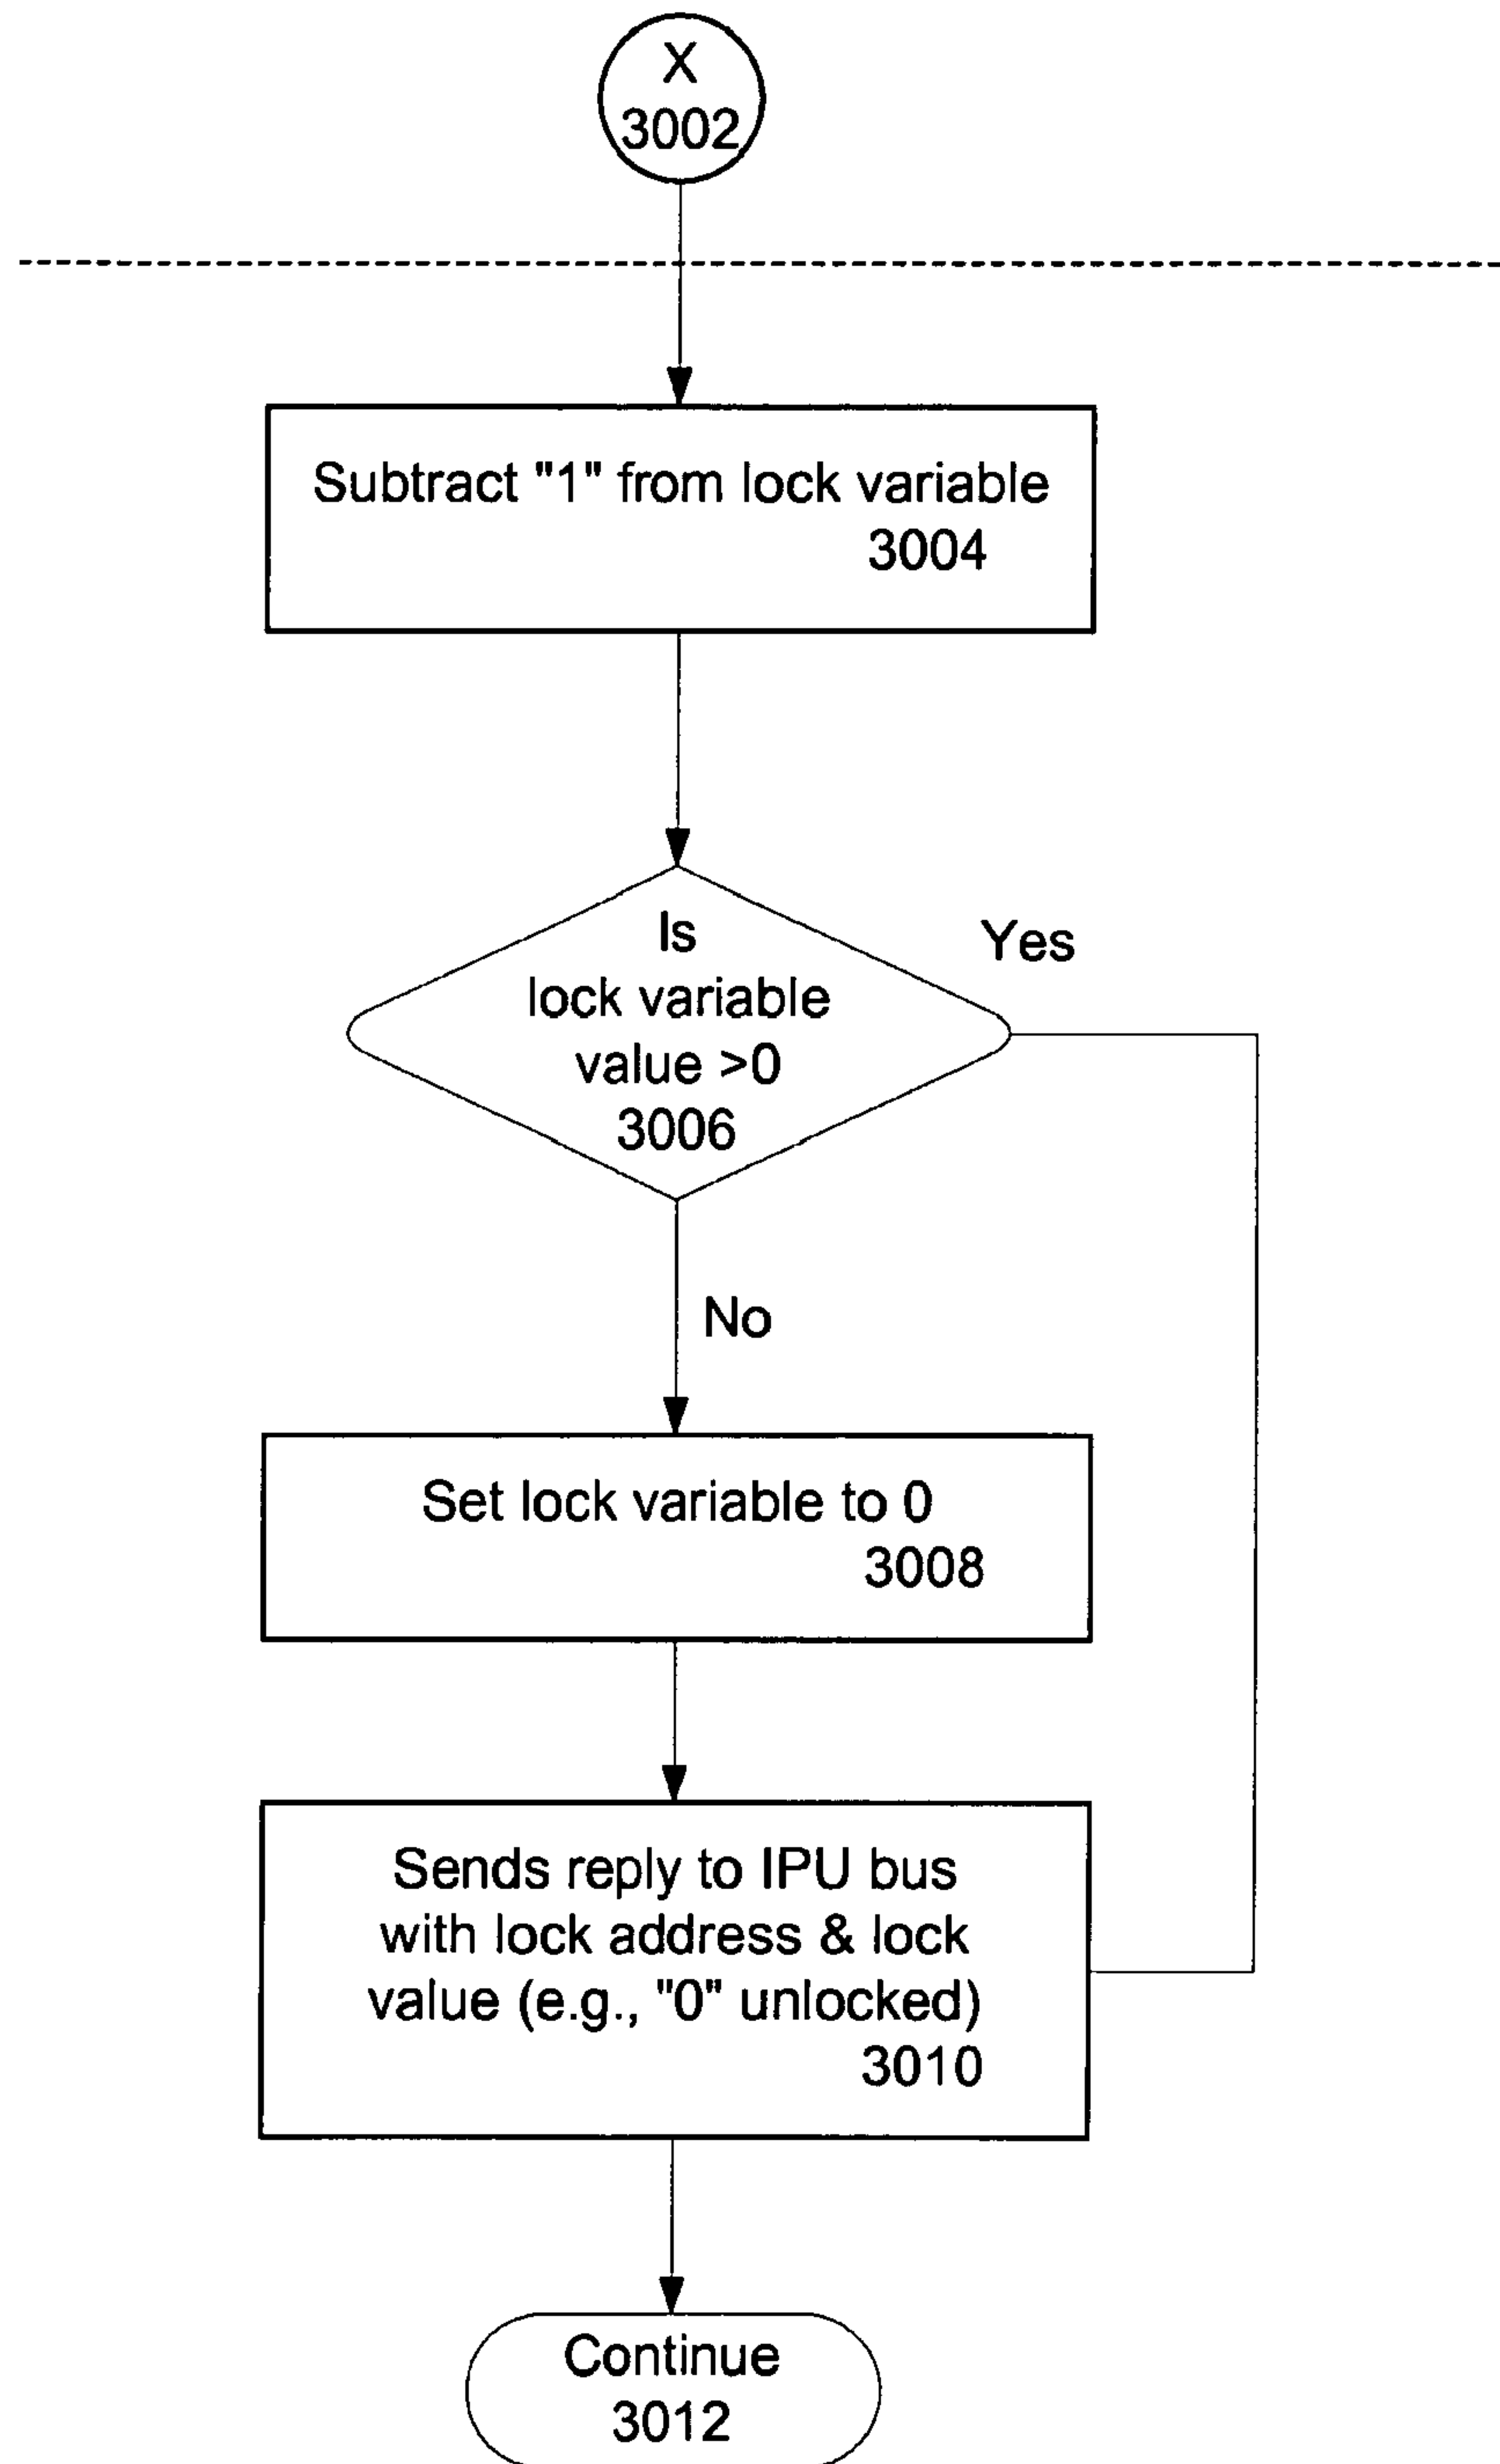 X
3002
Subtract "1" from lock variable
3004
Is
lock variable
value >0
3006
Yes
No
Set lock variable to 0
3008
Sends reply to IPU bus
with lock address & lock
value (e.g., "0" unlocked)
3010
Continue
3012